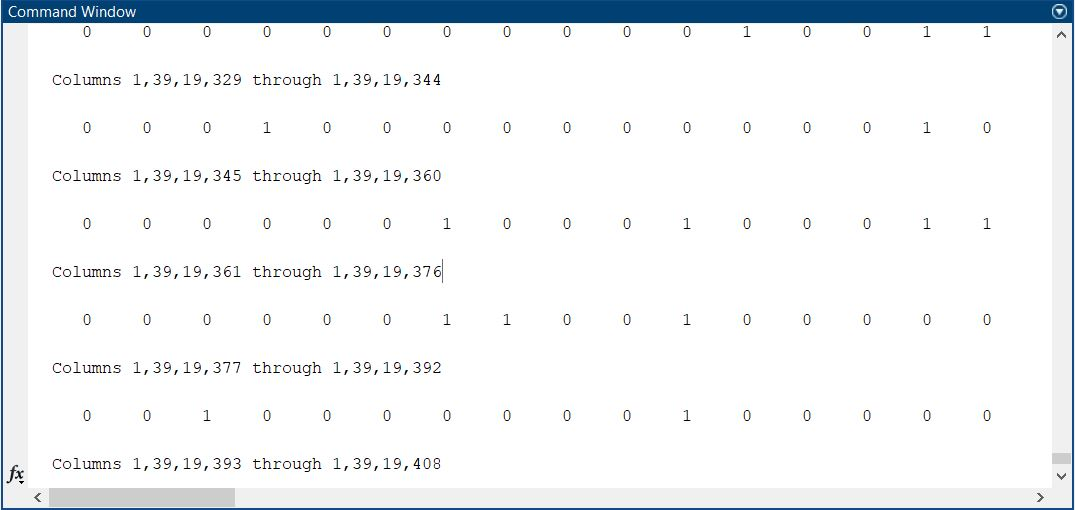 Command Window
0 0 0 0 0 0 0 0 0 0 0 1 0 0 1 1
Columns 1,39,19,329 through 1,39,19,344
0 0 0 1 0 0 0 0 0 0 0 0 0 0 1 0
Columns 1,39,19,345 through 1,39,19,360
0 0 0 0 0 0 1 0 0 0 1 0 0 0 1 1
Columns 1,39,19,361 through 1,39,19,376
0 0 0 0 0 0 1 1 0 0 1 0 0 0 0 0
Columns 1,39,19,377 through 1,39,19,392
0 0 1 0 0 0 0 0 0 0 1 0 0 0 0 0
Columns 1,39,19,393 through 1,39,19,408
fx